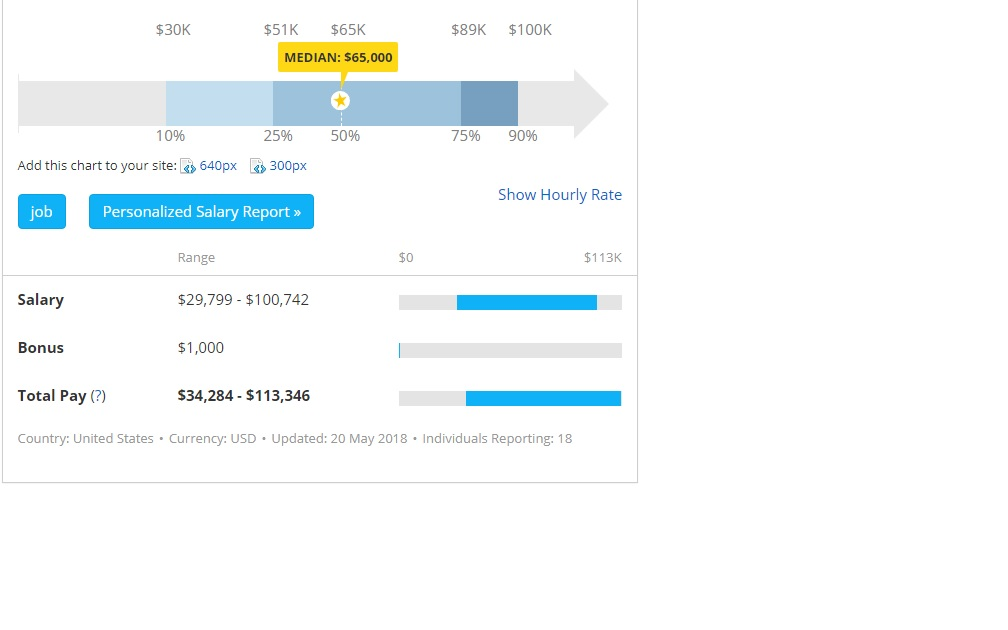 $30K $51K $65K $89K $100K
MEDIAN: $65,000
10% 25% 50% 75% 90%
Add this chart to your site: 640px 300px
Show Hourly Rate
job Personalized Salary Report »
Range $0 $113K
Salary $29,799 - $100,742
Bonus $1,000
Total Pay (?) $34,284 - $113,346
Country: United States • Currency: USD • Updated: 20 May 2018 • Individuals Reporting: 18